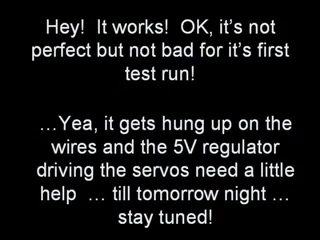 Hey!  It works!  OK, it’s not
perfect but not bad for it’s first
test run!
…Yea, it gets hung up on the
wires and the 5V regulator
driving the servos need a little
help  … till tomorrow night …
stay tuned!